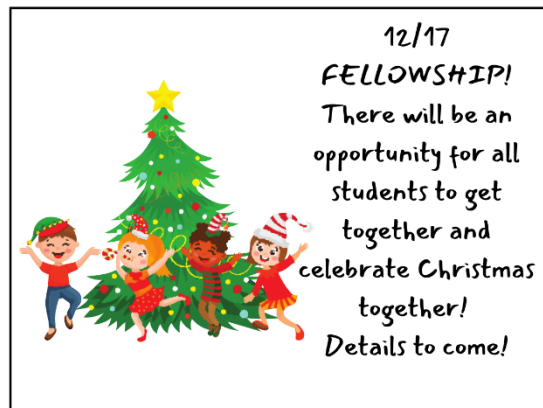 12/17
FELLOWSHIP!
There will be an
opportunity for all
students to get
together and
celebrate Christmas
together!
Details to come!